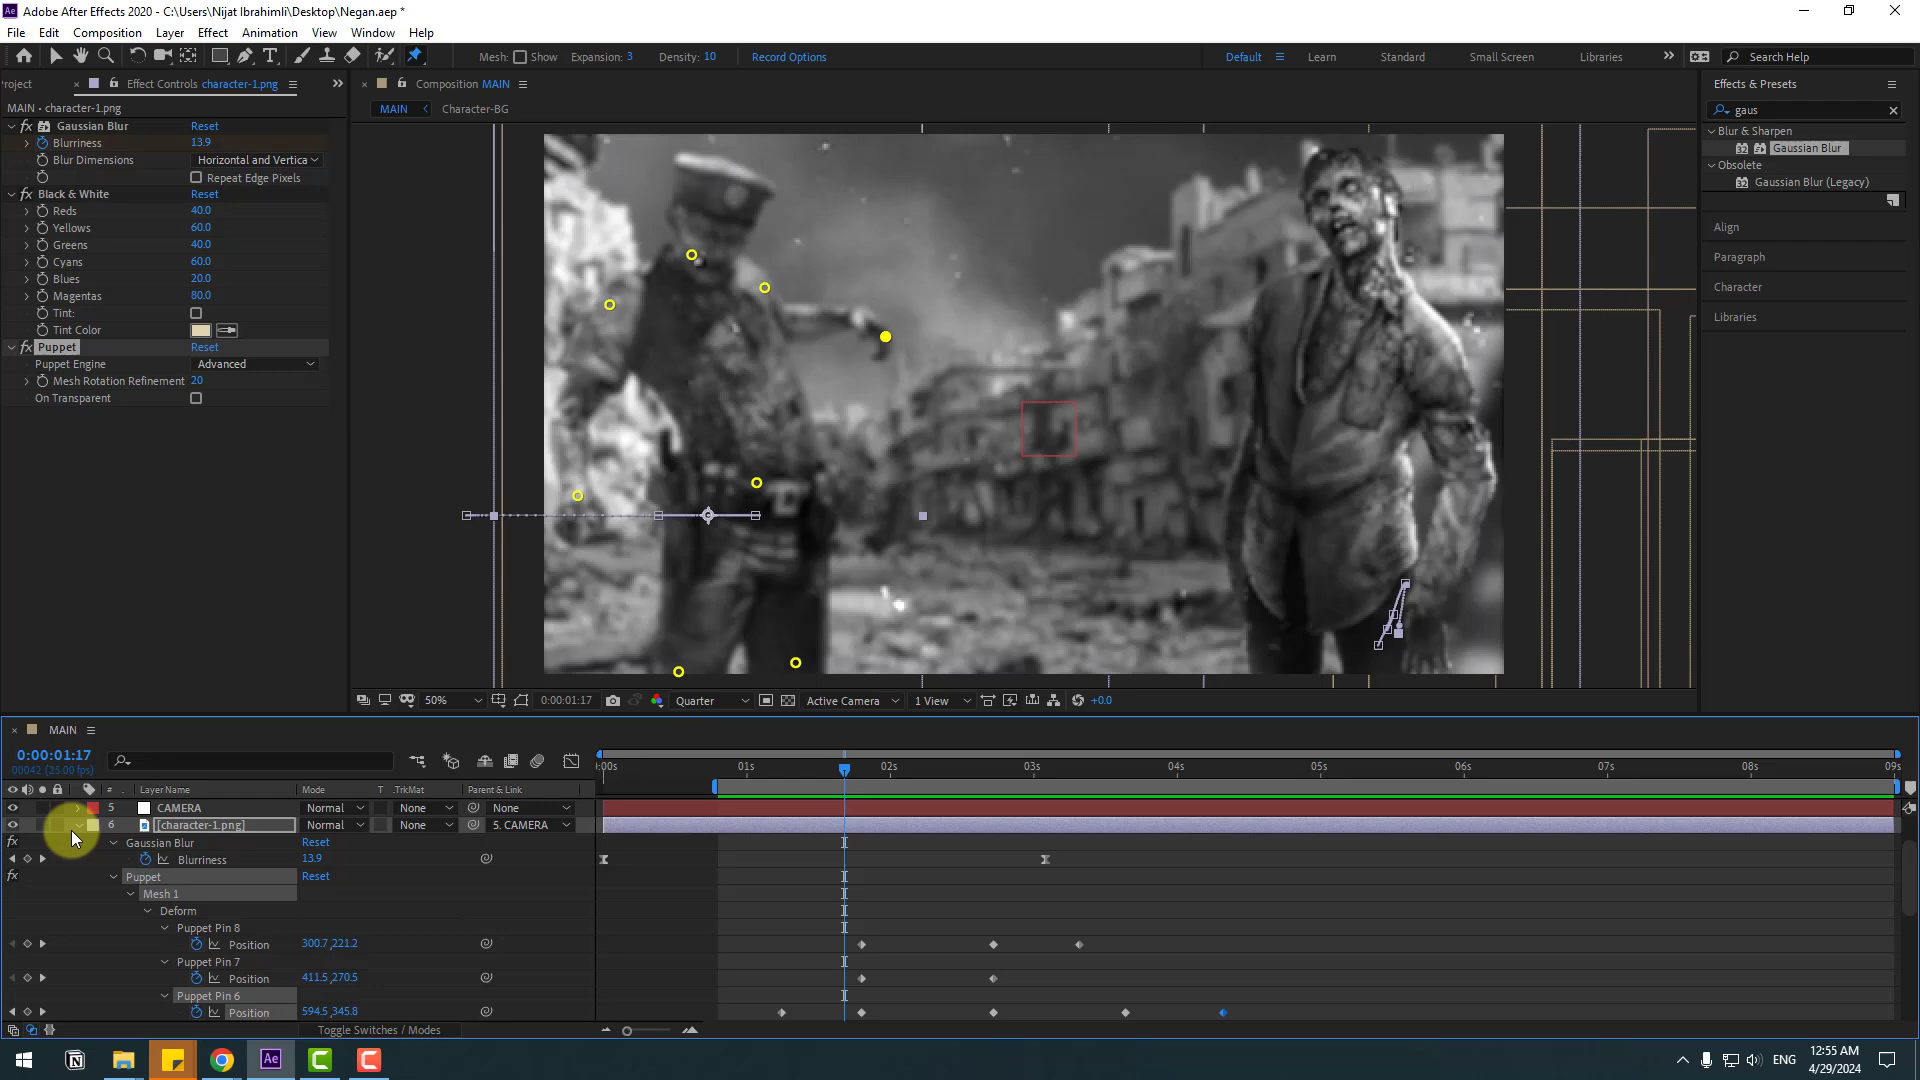 Adobe After Effects 2020 - C:\Users\Nijat Ibrahimli\Desktop\Negan.aep *
File Edit Composition Layer Effect Animation View Window Help
Mesh: Show Expansion: 3 Density: 10 Record Options
Default Learn Standard Small Screen Libraries Search Help
roject Effect Controls character-1.png
MAIN • character-1.png
Gaussian Blur Reset
Blurriness 13.9
Blur Dimensions Horizontal and Vertica
Repeat Edge Pixels
Black & White Reset
Reds 40.0
Yellows 60.0
Greens 40.0
Cyans 60.0
Blues 20.0
Magentas 80.0
Tint:
Tint Color
Puppet Reset
Puppet Engine Advanced
Mesh Rotation Refinement 20
On Transparent
Composition MAIN
MAIN Character-BG
50% 0:00:01:17 Quarter Active Camera 1 View +0.0
Effects & Presets
gaus
Blur & Sharpen
32 Gaussian Blur
Obsolete
32 Gaussian Blur (Legacy)
Align
Paragraph
Character
Libraries
MAIN
0:00:01:17
00042 (25.00 fps)
:00s 01s 02s 03s 04s 05s 06s 07s 08s 09s
# Layer Name Mode T .TrkMat Parent & Link
5 CAMERA Normal None None
6 [character-1.png] Normal None 5. CAMERA
Gaussian Blur Reset
Blurriness 13.9
Puppet Reset
Mesh 1
Deform
Puppet Pin 8
Position 300.7,221.2
Puppet Pin 7
Position 411.5,270.5
Puppet Pin 6
Position 594.5,345.8
Toggle Switches / Modes
ENG 12:55 AM
4/29/2024